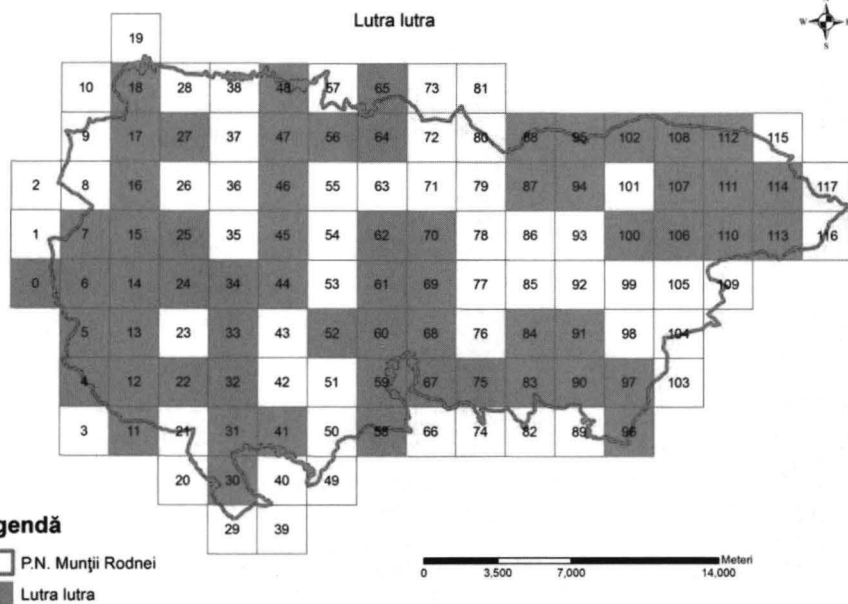 Lutra lutra
N
W
S
19
10 18 28 38 48 57 65 73 81
9 17 27 37 47 56 64 72 80 88 95 102 108 112 115
2 8 16 26 36 46 55 63 71 79 87 94 101 107 111 114 117
1 7 15 25 35 45 54 62 70 78 86 93 100 106 110 113 116
0 6 14 24 34 44 53 61 69 77 85 92 99 105 109
5 13 23 33 43 52 60 68 76 84 91 98 104
4 12 22 32 42 51 59 67 75 83 90 97 103
3 11 21 31 41 50 58 66 74 82 89 96
20 30 40 49
29 39
gendă
P.N. Munții Rodnei
Lutra lutra
Meteri
0 3,500 7,000 14,000